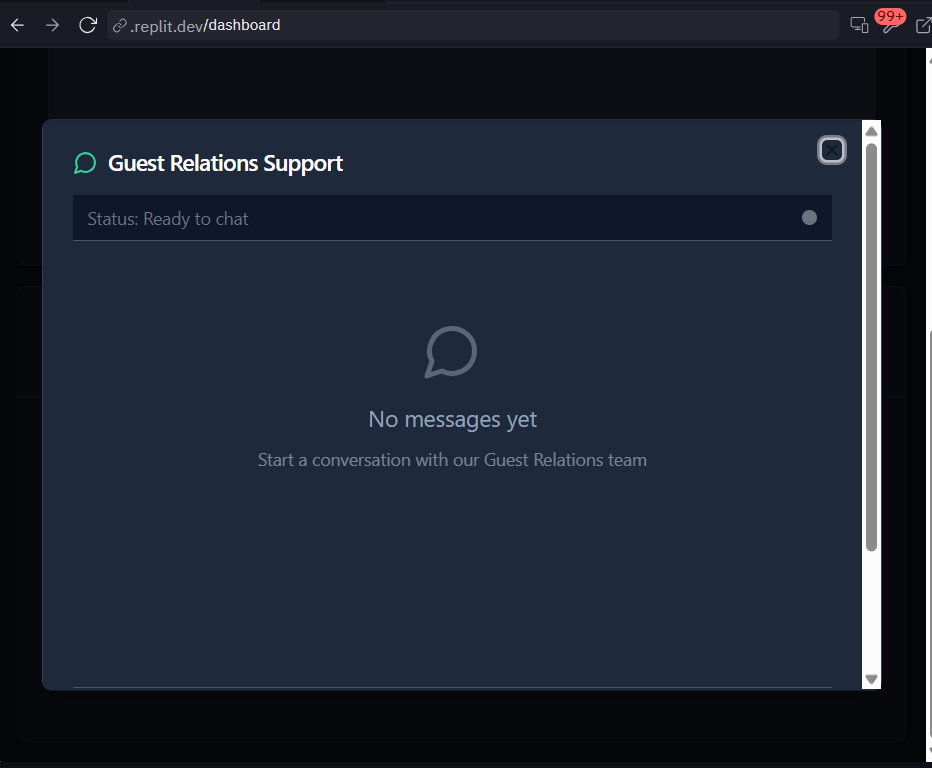 .replit.dev/dashboard
99+
Guest Relations Support
Status: Ready to chat
No messages yet
Start a conversation with our Guest Relations team